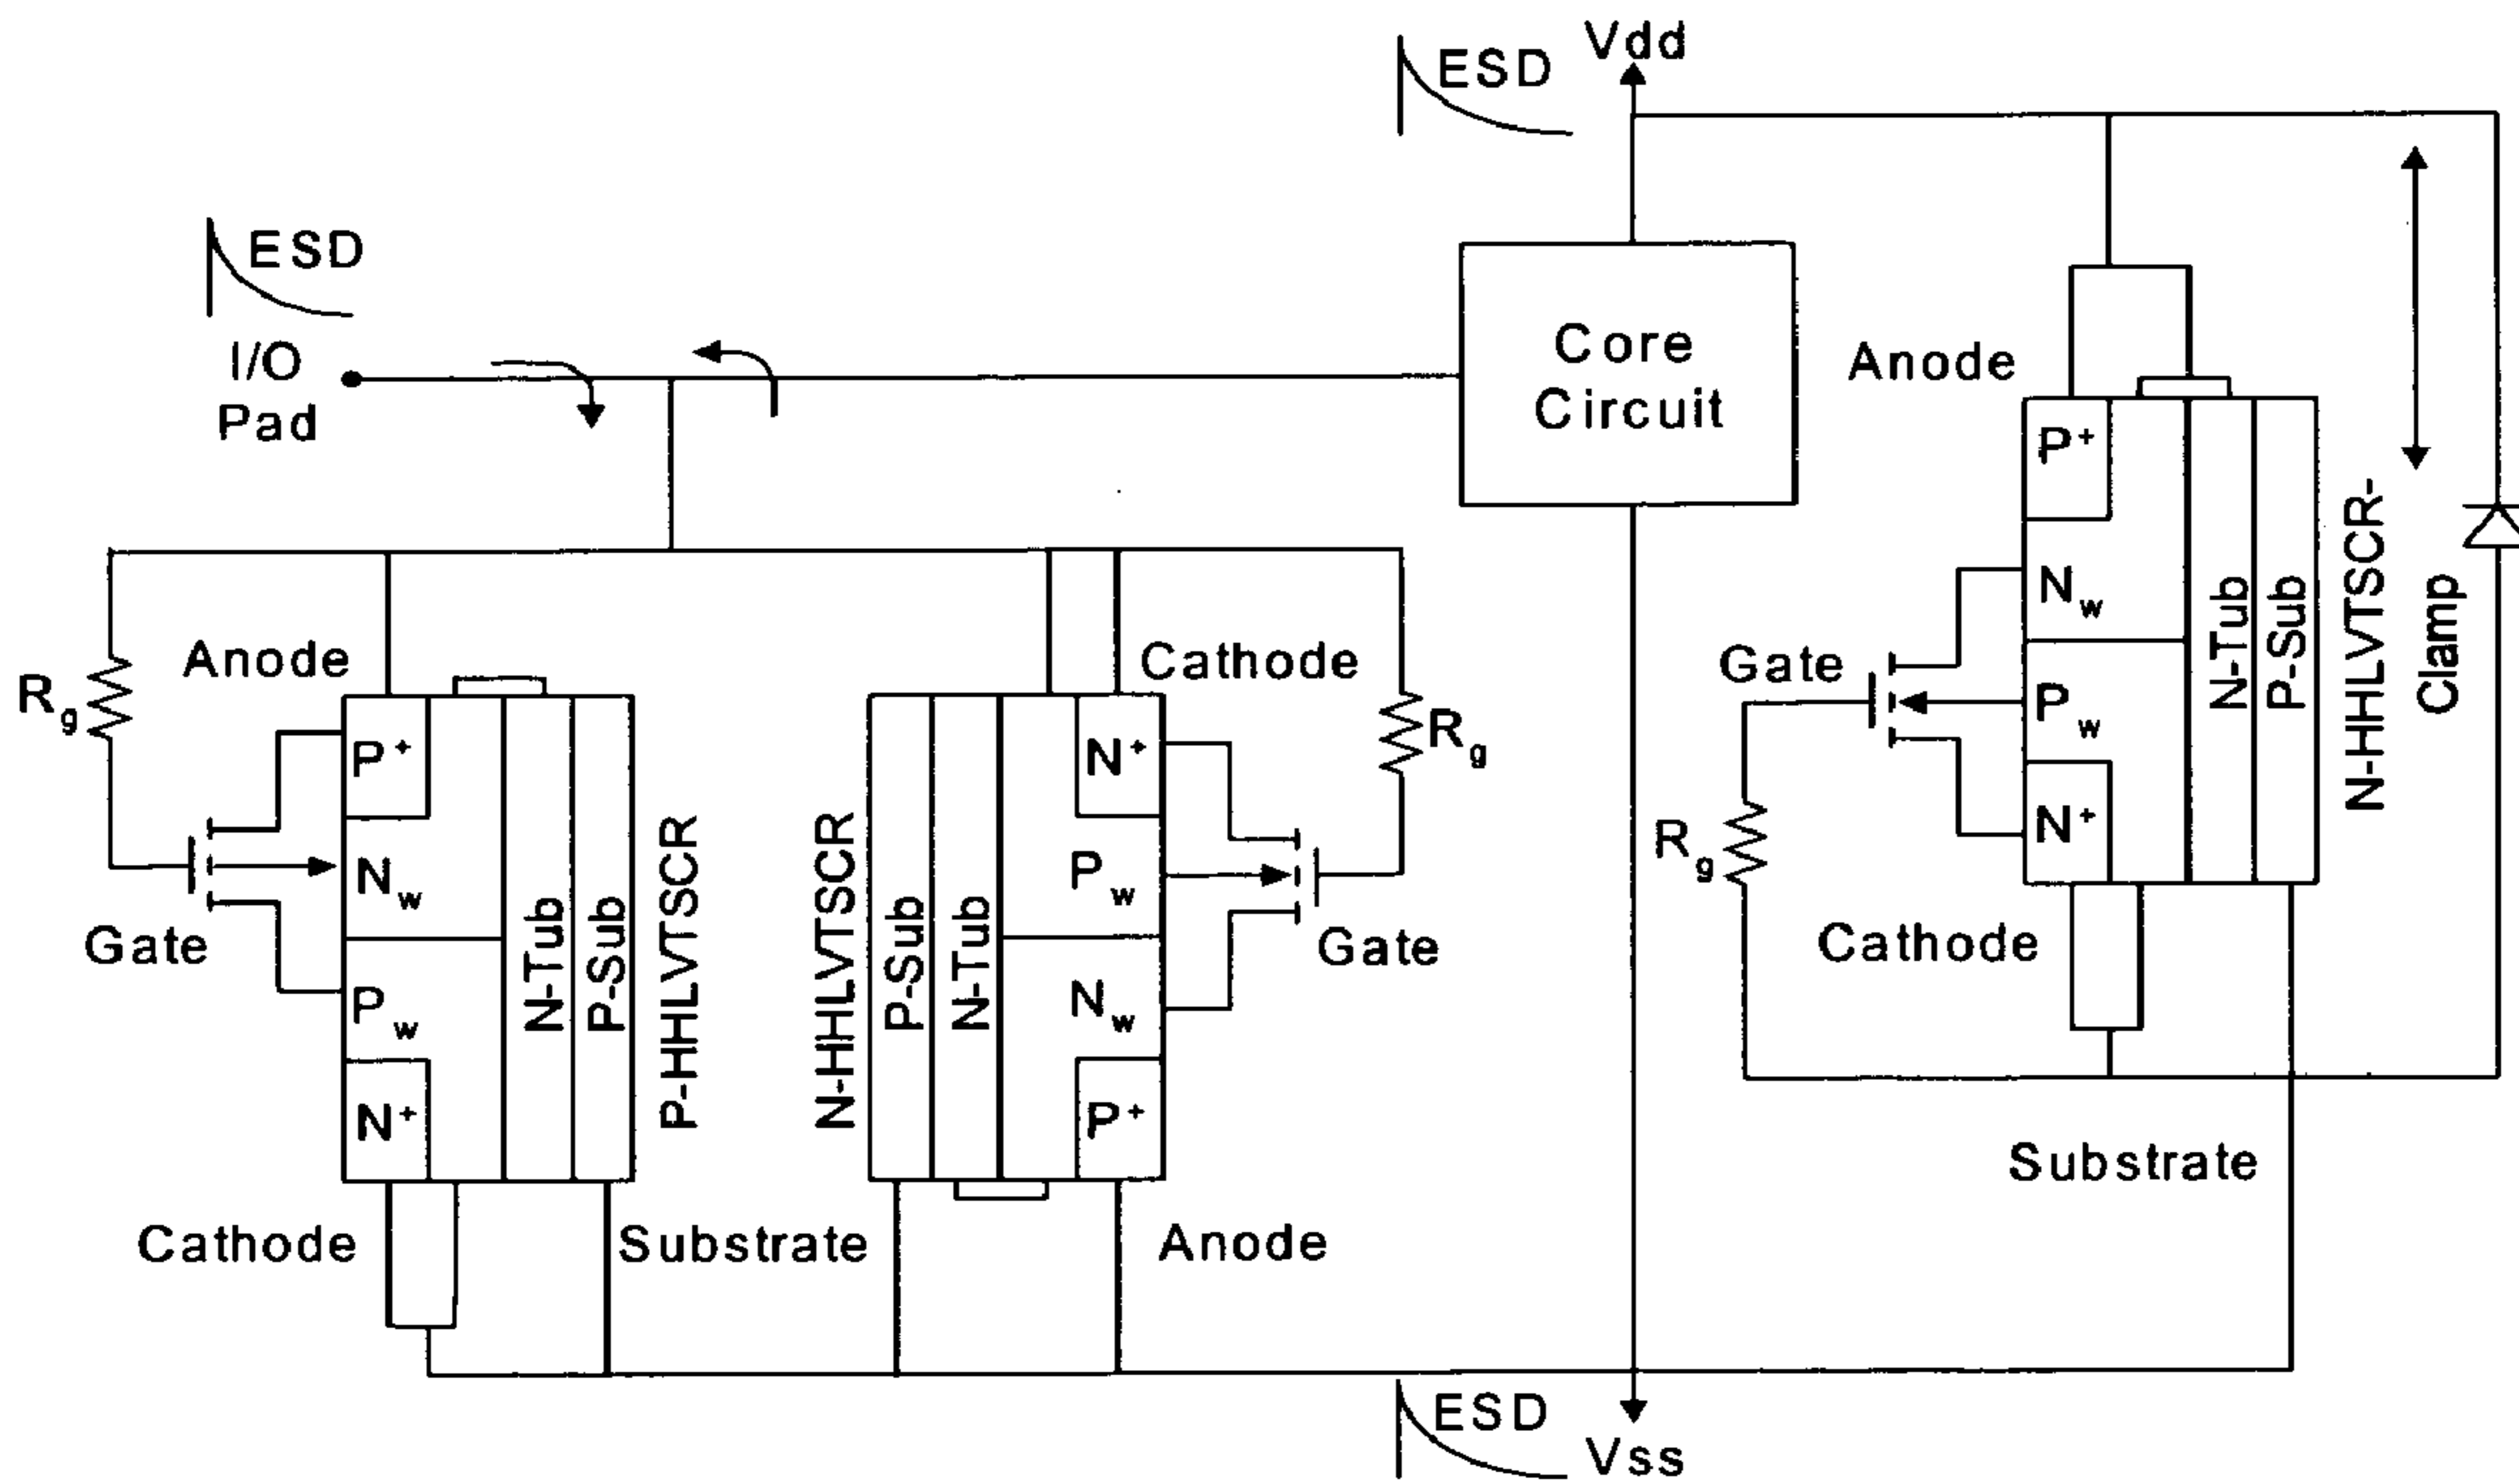 ESD
Vdd
ESD
I/O
Pad
Core
Circuit
Anode
P+
Nw
Pw
N+
N-Tub
P-Sub
N-HHLVTSCR-
Clamp
Gate
Rg
Cathode
Substrate
Rg
Anode
P+
Nw
Pw
N+
N-Tub
P-Sub
P-HHLVTSCR
Gate
Cathode
Substrate
N-HHLVTSCR
P-Sub
N-Tub
N+
Pw
Nw
P+
Cathode
Rg
Gate
Anode
ESD
Vss